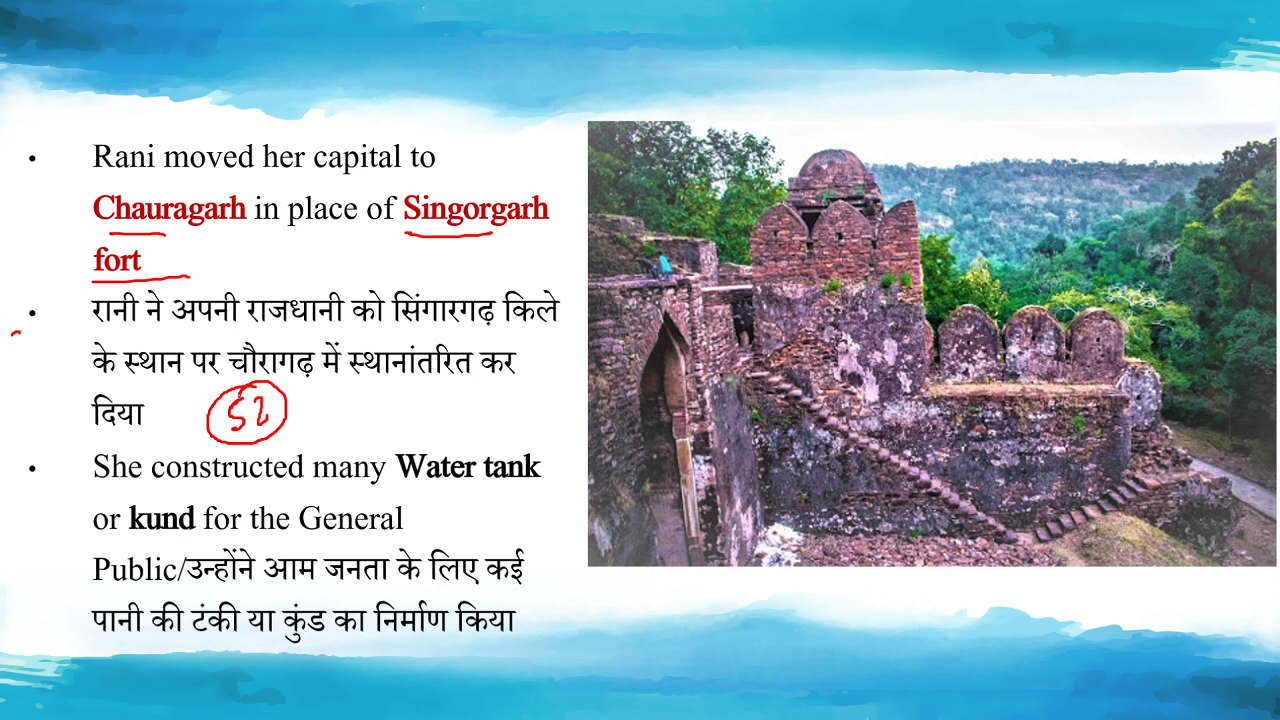 • Rani moved her capital to
Chauragarh in place of Singorgarh
fort
• रानी ने अपनी राजधानी को सिंगारगढ़ किले
के स्थान पर चौरागढ़ में स्थानांतरित कर
दिया
52
• She constructed many Water tank
or kund for the General
Public/उन्होंने आम जनता के लिए कई
पानी की टंकी या कुंड का निर्माण किया